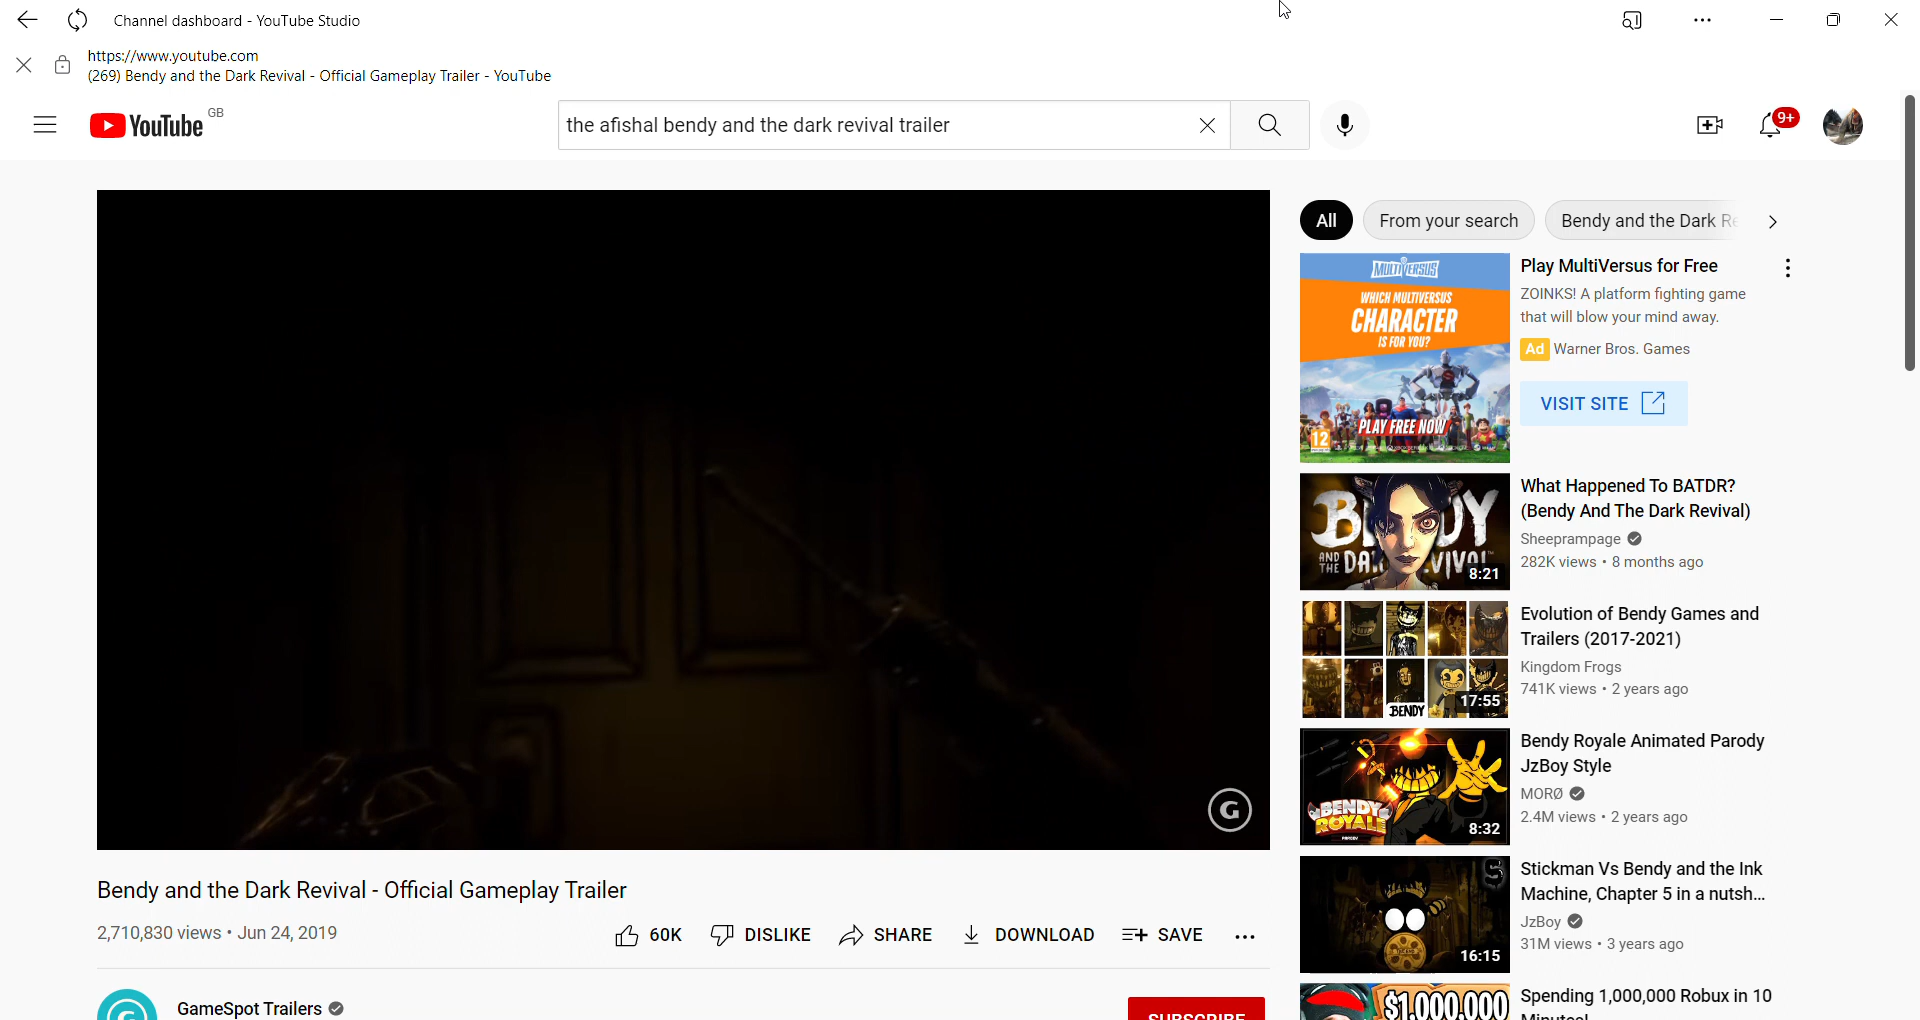 Channel dashboard - YouTube Studio
https://www.youtube.com
(269) Bendy and the Dark Revival - Official Gameplay Trailer - YouTube
YouTube GB
the afishal bendy and the dark revival trailer
9+
All
From your search
Bendy and the Dark Re
MULTIVERSUS
WHICH MULTIVERSUS
CHARACTER
IS FOR YOU?
PLAY FREE NOW
12
Play MultiVersus for Free
ZOINKS! A platform fighting game
that will blow your mind away.
Ad Warner Bros. Games
VISIT SITE
8:21
What Happened To BATDR?
(Bendy And The Dark Revival)
Sheeprampage
282K views • 8 months ago
BENDY
17:55
Evolution of Bendy Games and
Trailers (2017-2021)
Kingdom Frogs
741K views • 2 years ago
BENDY
ROYALE
PARODY
8:32
Bendy Royale Animated Parody
JzBoy Style
MORØ
2.4M views • 2 years ago
16:15
Stickman Vs Bendy and the Ink
Machine, Chapter 5 in a nutsh...
JzBoy
31M views • 3 years ago
$1,000,000
Spending 1,000,000 Robux in 10
Minutes!
G
Bendy and the Dark Revival - Official Gameplay Trailer
2,710,830 views • Jun 24, 2019
60K
DISLIKE
SHARE
DOWNLOAD
SAVE
GameSpot Trailers
SUBSCRIBE